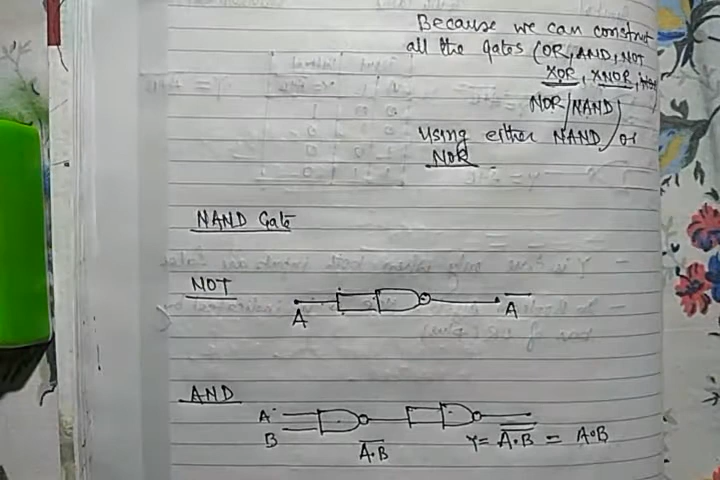 Because we can construct
all the gates (OR, AND, NOT
XOR, XNOR,
NOR/NAND)
using either NAND/or
NOR
NAND Gate
NOT
A A̅
AND
A
B
A̅·̅B̅ Y = A̿·̿B̿ = A·B